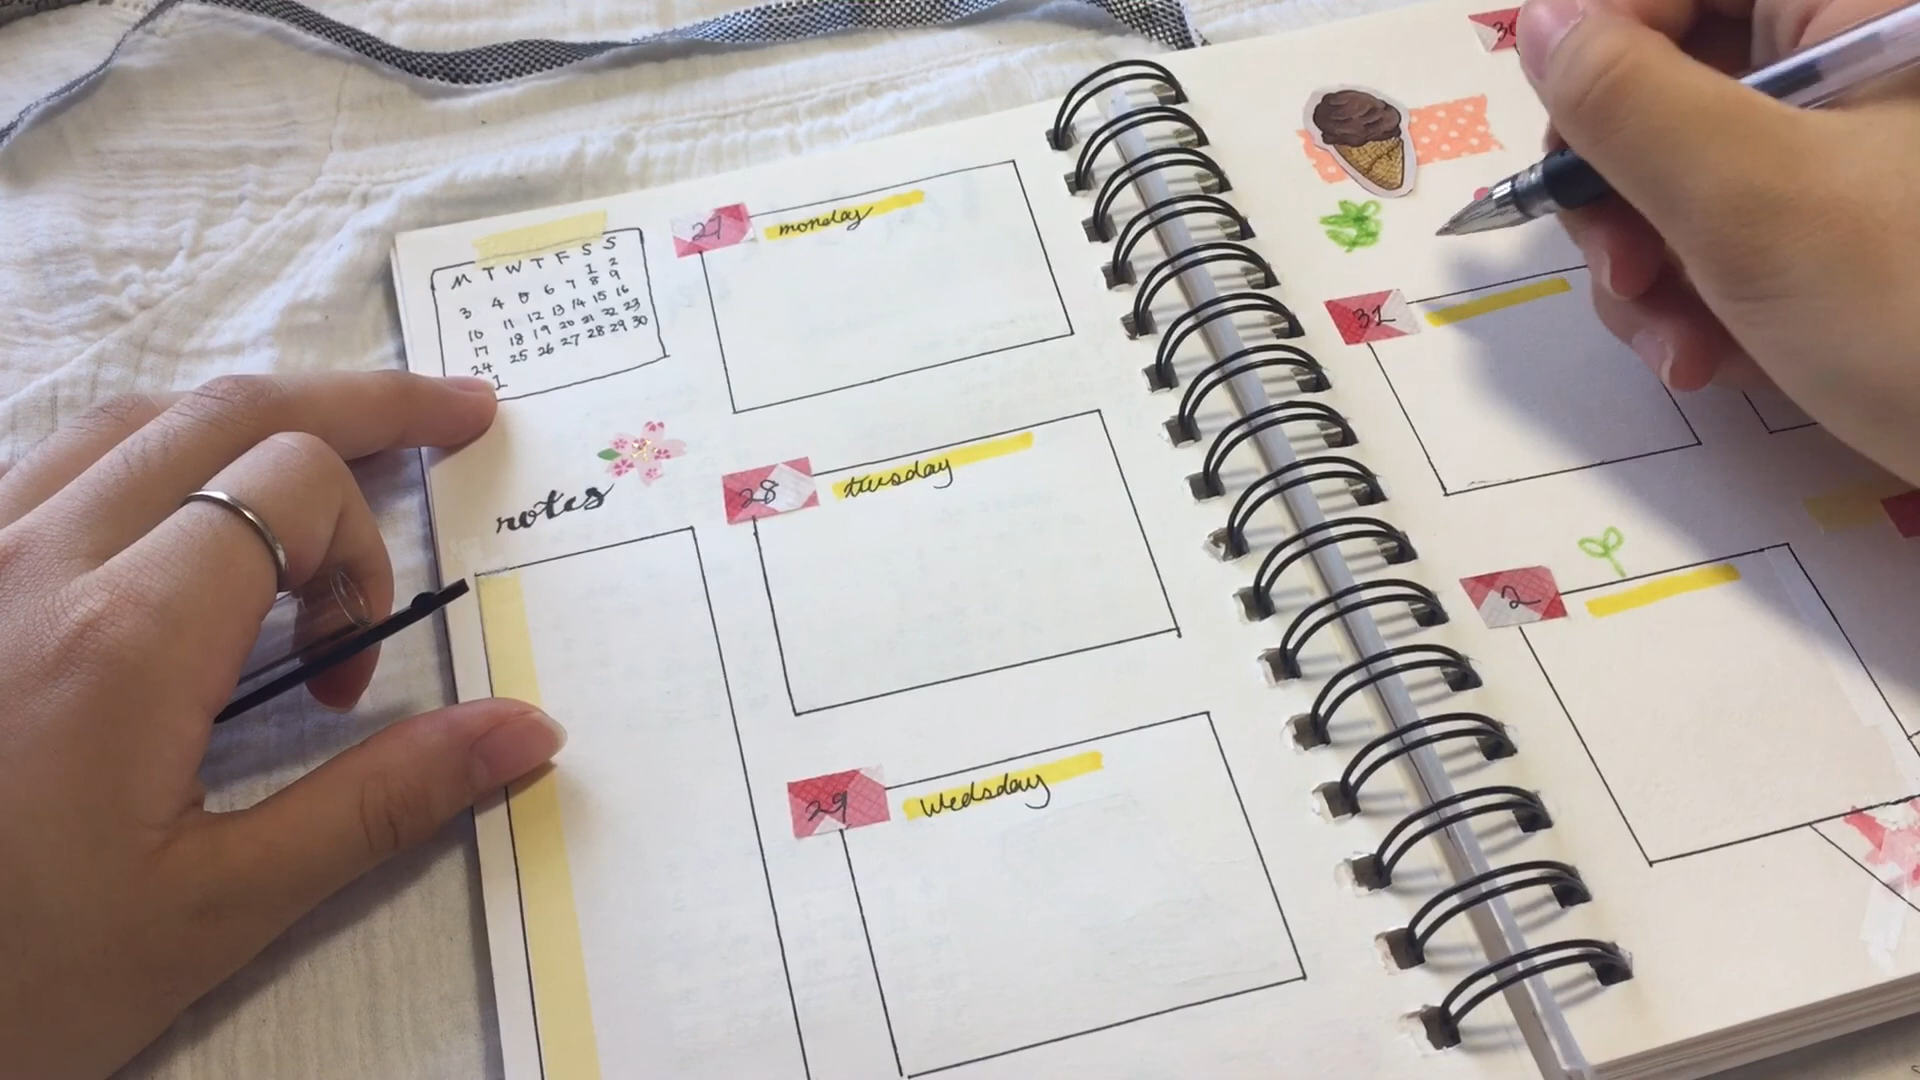 M T W T F S S
1 2
3 4 5 6 7 8 9
10 11 12 13 14 15 16
17 18 19 20 21 22 23
24 25 26 27 28 29 30
1
notes
27 monday
28 tuesday
29 Wedsday
30
31
2